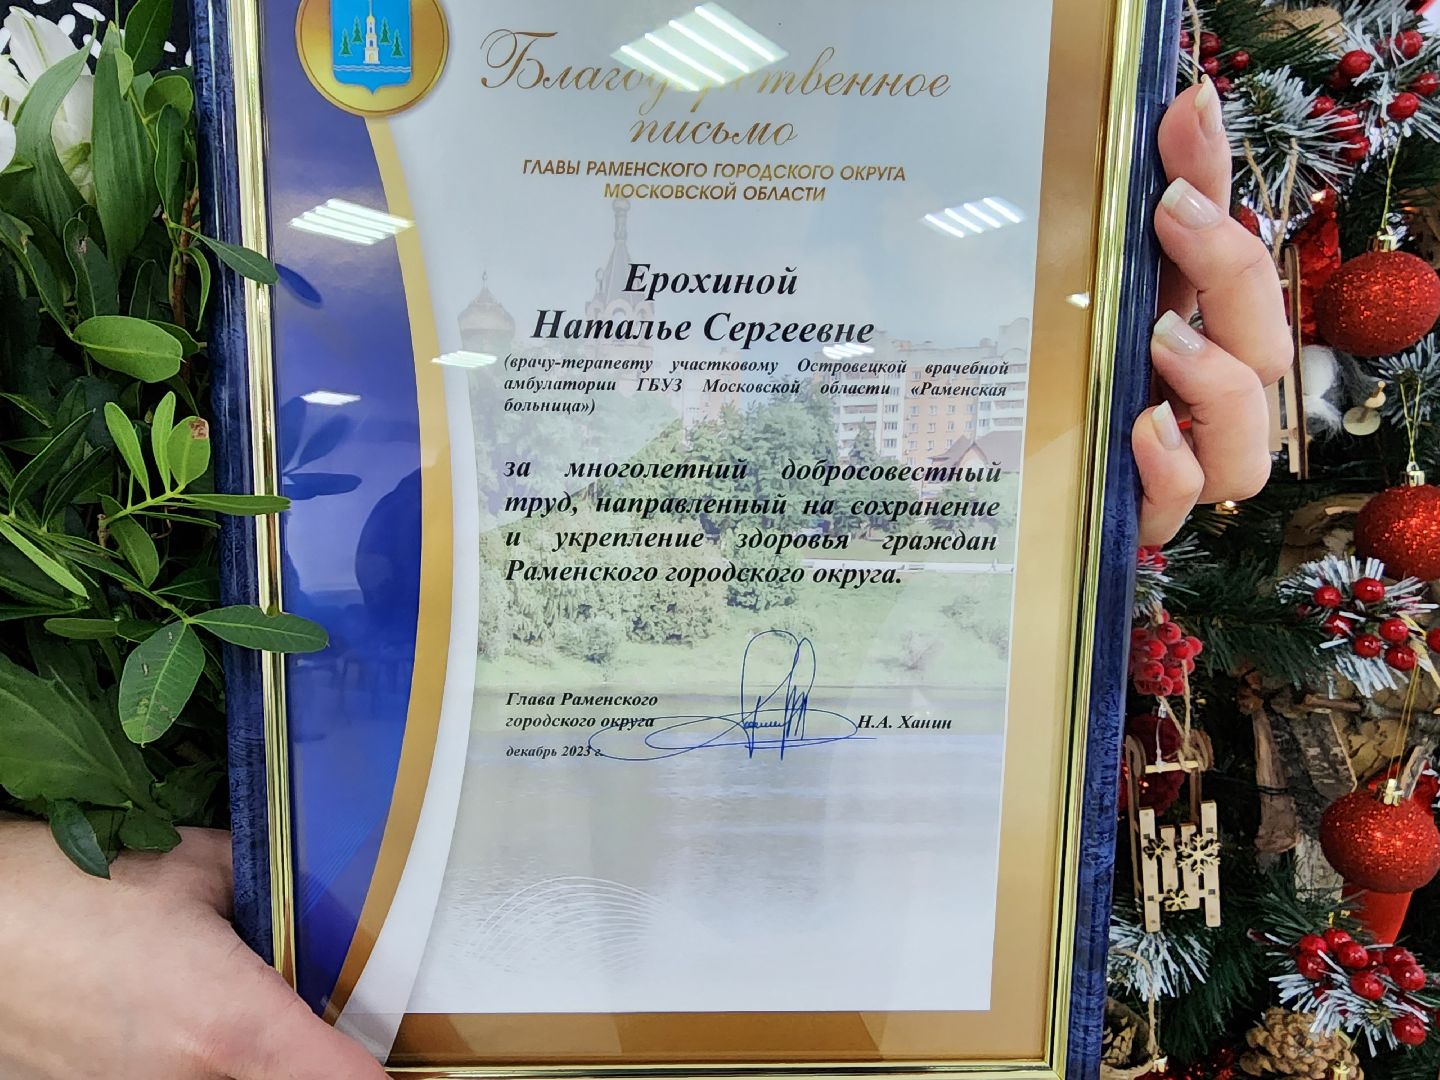 Благодарственное
письмо
ГЛАВЫ РАМЕНСКОГО ГОРОДСКОГО ОКРУГА
МОСКОВСКОЙ ОБЛАСТИ
Ерохиной
Наталье Сергеевне
(врачу-терапевту участковому Островецкой врачебной
амбулатории ГБУЗ Московской области «Раменская
больница»)
за многолетний добросовестный
труд, направленный на сохранение
и укрепление здоровья граждан
Раменского городского округа.
Глава Раменского
городского округа Н.А. Ханин
декабрь 2023 г.